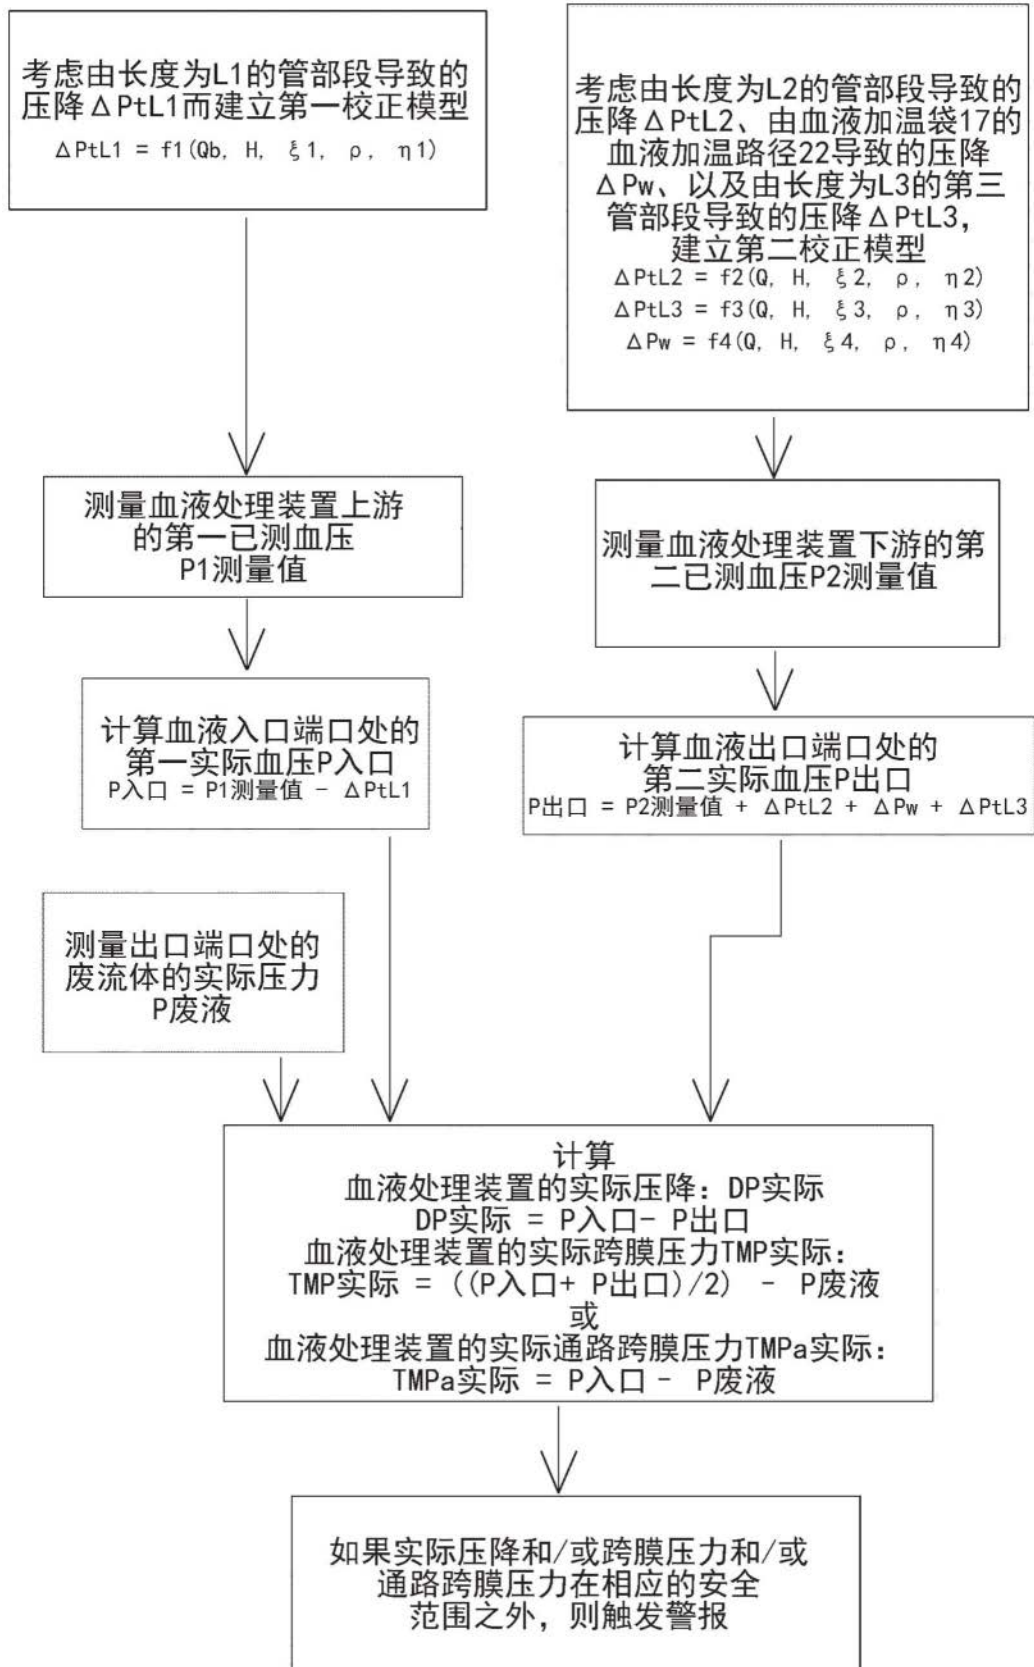 考虑由长度为L1的管部段导致的
压降ΔPtL1而建立第一校正模型
ΔPtL1 = f1(Qb, H, ξ1, ρ, η1)
考虑由长度为L2的管部段导致的
压降ΔPtL2、由血液加温袋17的
血液加温路径22导致的压降
ΔPw、以及由长度为L3的第三
管部段导致的压降ΔPtL3,
建立第二校正模型
ΔPtL2 = f2(Q, H, ξ2, ρ, η2)
ΔPtL3 = f3(Q, H, ξ3, ρ, η3)
ΔPw = f4(Q, H, ξ4, ρ, η4)
测量血液处理装置上游
的第一已测血压
P1测量值
测量血液处理装置下游的第
二已测血压P2测量值
计算血液入口端口处的
第一实际血压P入口
P入口 = P1测量值 - ΔPtL1
计算血液出口端口处的
第二实际血压P出口
P出口 = P2测量值 + ΔPtL2 + ΔPw + ΔPtL3
测量出口端口处的
废流体的实际压力
P废液
计算
血液处理装置的实际压降: DP实际
DP实际 = P入口- P出口
血液处理装置的实际跨膜压力TMP实际:
TMP实际 = ((P入口+ P出口)/2) - P废液
或
血液处理装置的实际通路跨膜压力TMPa实际:
TMPa实际 = P入口 - P废液
如果实际压降和/或跨膜压力和/或
通路跨膜压力在相应的安全
范围之外, 则触发警报